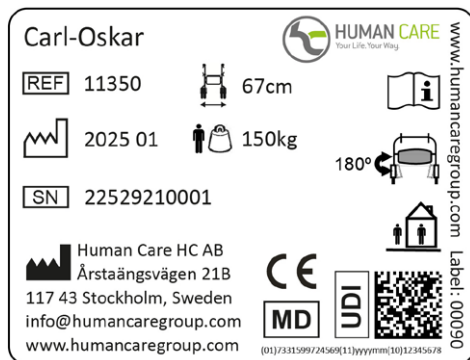 Carl-Oskar
HUMAN CARE
Your Life. Your Way.
REF 11350 67cm
2025 01 150kg
180°
SN 22529210001
Human Care HC AB
Årstaängsvägen 21B
117 43 Stockholm, Sweden
info@humancaregroup.com
www.humancaregroup.com
CE
MD
UDI
(01)7331599724569(11)yyyymm(10)12345678
www.humancaregroup.com Label: 00090